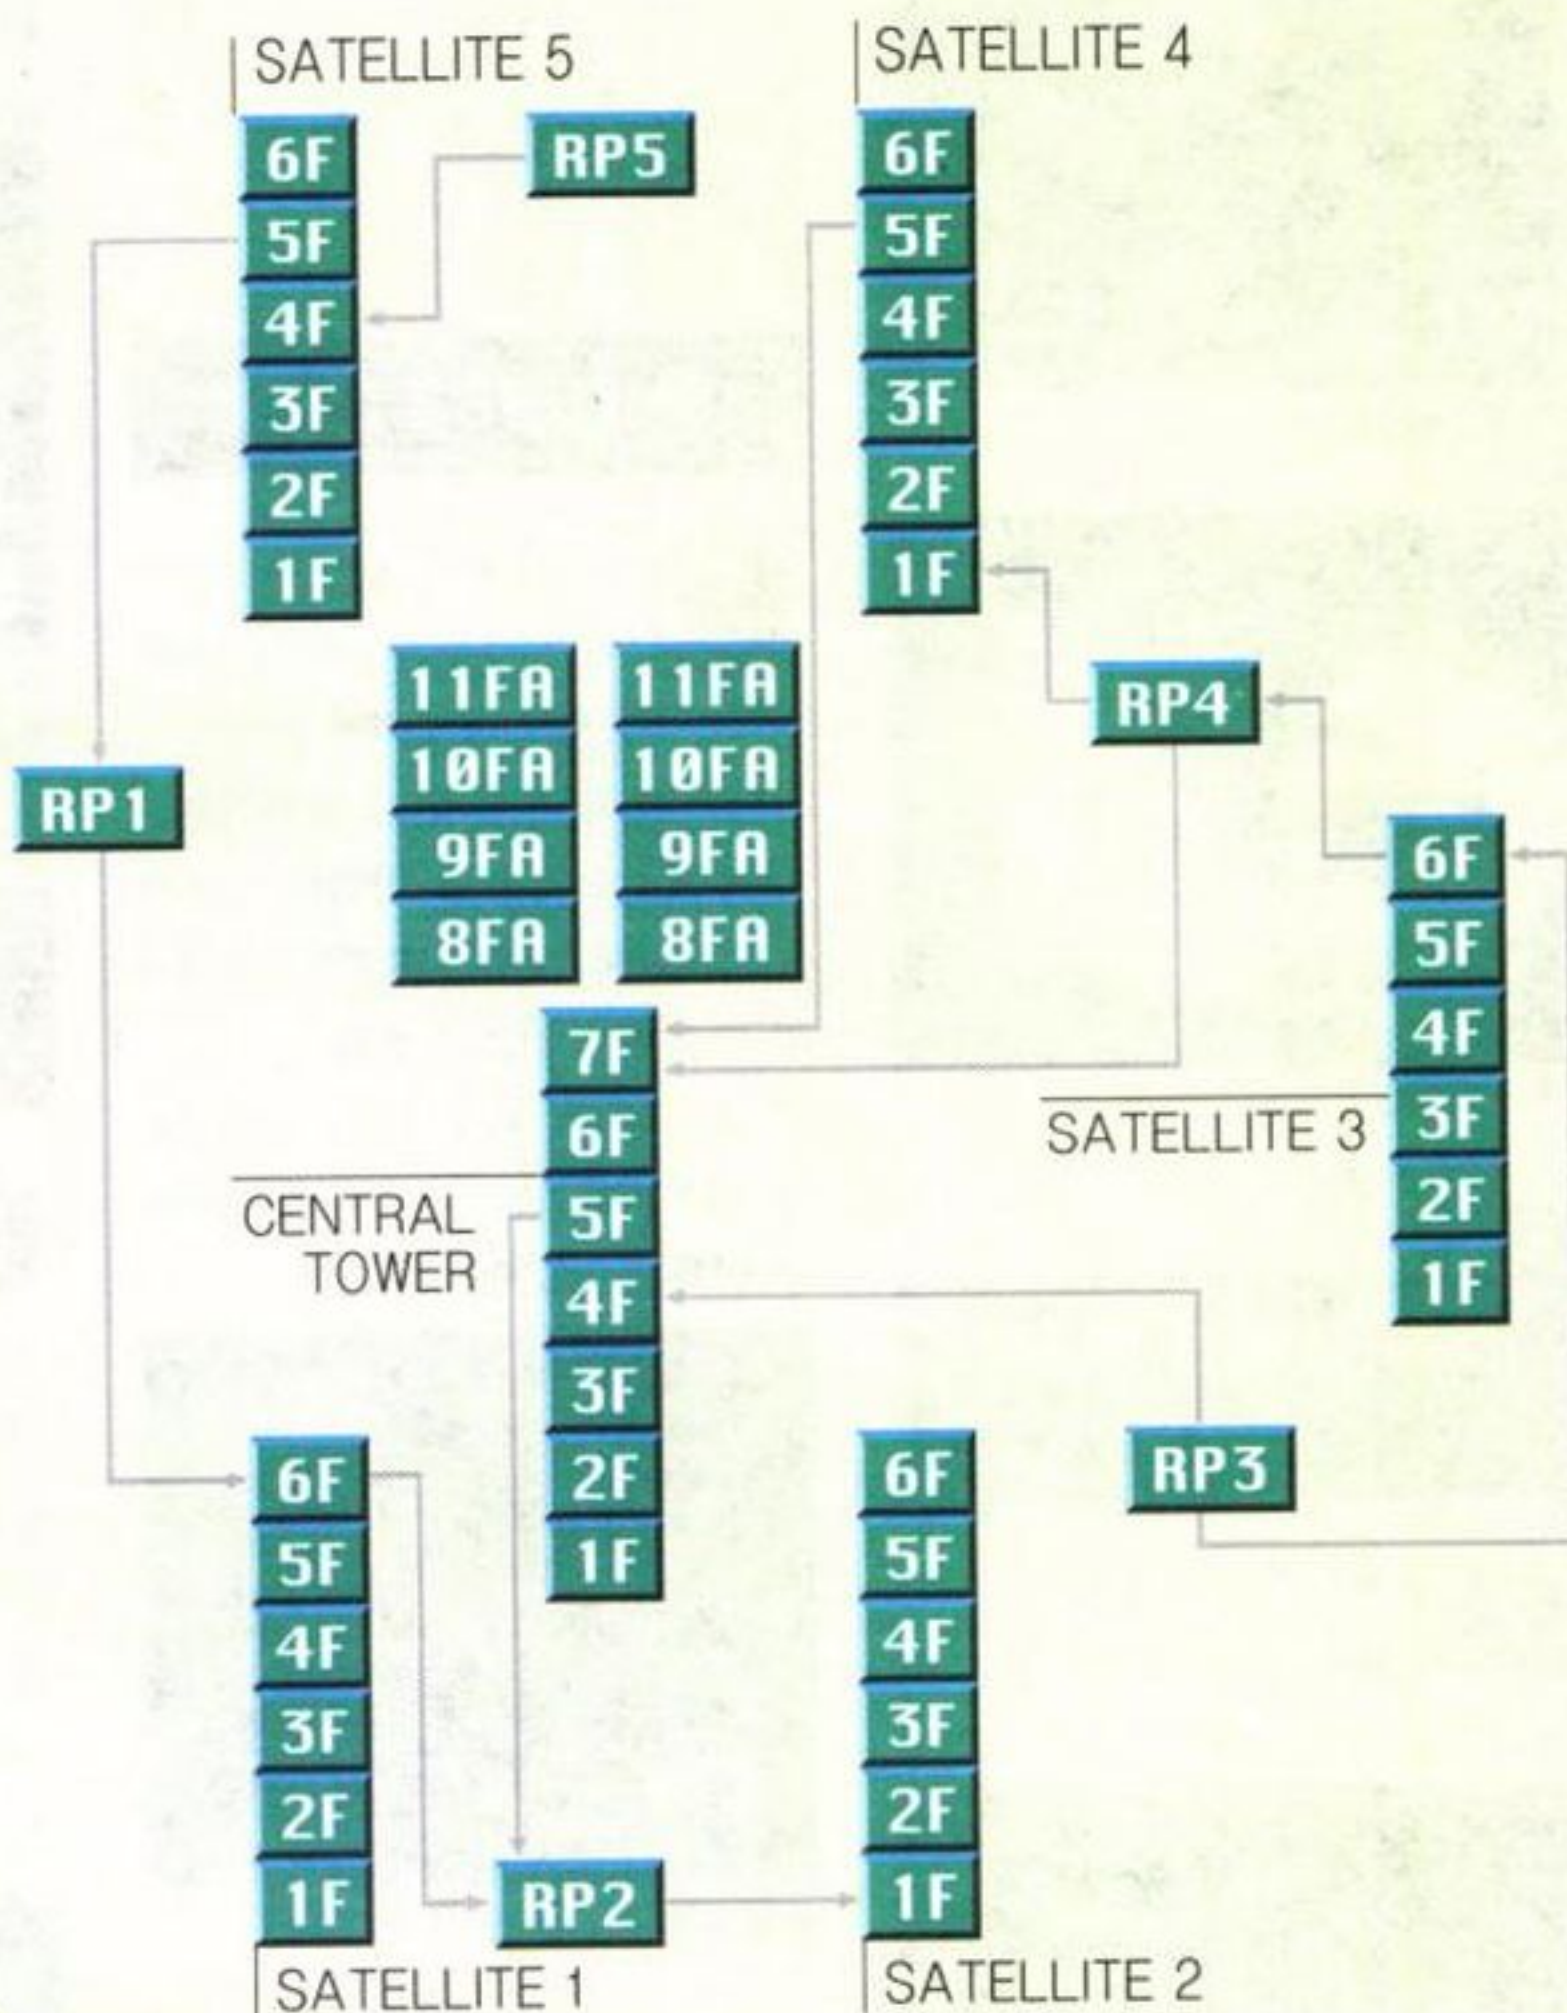 SATELLITE 5
6F
5F
4F
3F
2F
1F
RP5
SATELLITE 4
6F
5F
4F
3F
2F
1F
11FA
10FA
9FA
8FA
11FA
10FA
9FA
8FA
RP4
RP1
6F
5F
4F
3F
2F
1F
SATELLITE 3
7F
6F
5F
4F
3F
2F
1F
CENTRAL
TOWER
RP3
6F
5F
4F
3F
2F
1F
SATELLITE 1
RP2
6F
5F
4F
3F
2F
1F
SATELLITE 2